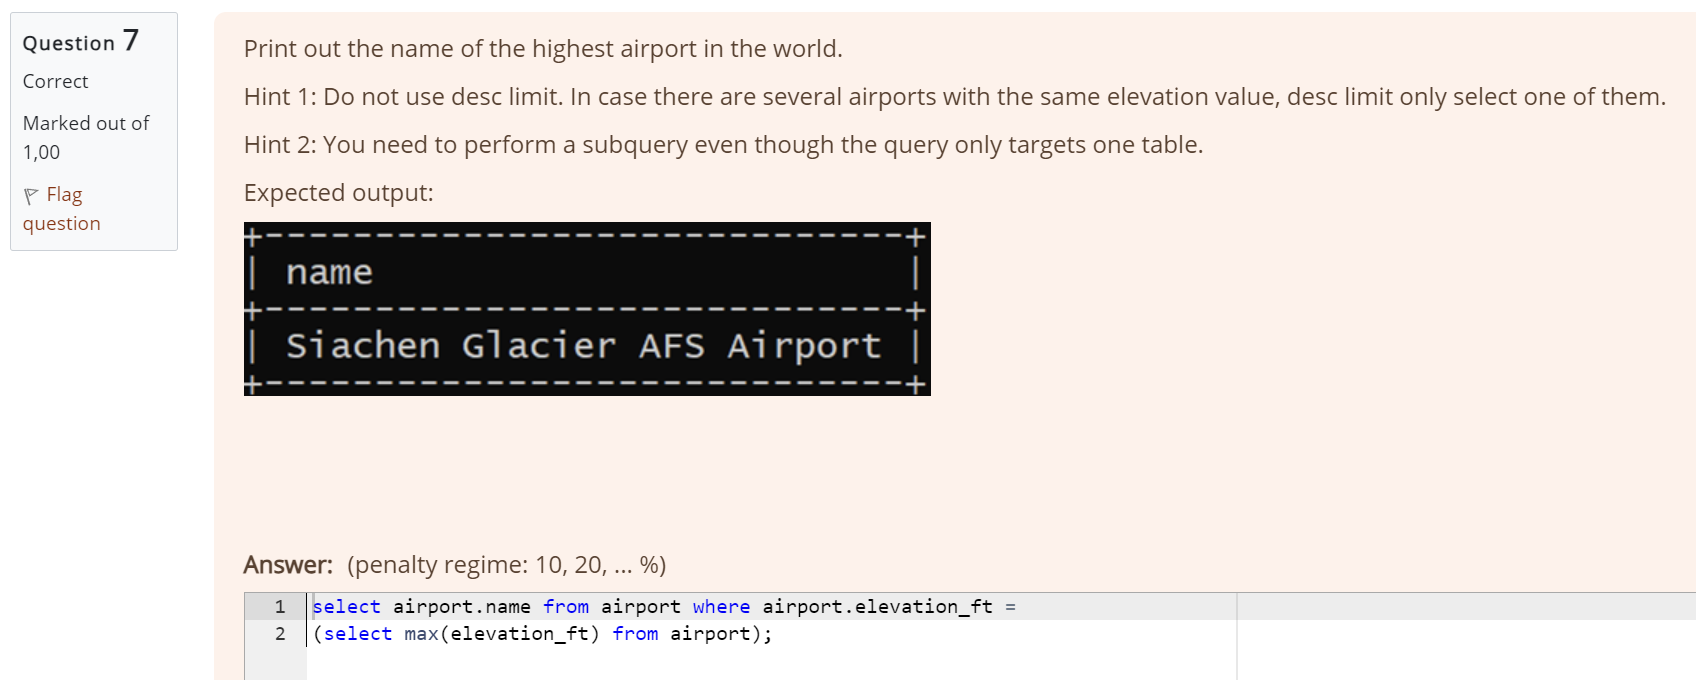 Question 7
Correct
Marked out of
1,00
Flag
question
Print out the name of the highest airport in the world.
Hint 1: Do not use desc limit. In case there are several airports with the same elevation value, desc limit only select one of them.
Hint 2: You need to perform a subquery even though the query only targets one table.
Expected output:
+-----------------------------+
| name |
+-----------------------------+
| Siachen Glacier AFS Airport |
+-----------------------------+
Answer: (penalty regime: 10, 20, ... %)
1 select airport.name from airport where airport.elevation_ft =
2 (select max(elevation_ft) from airport);